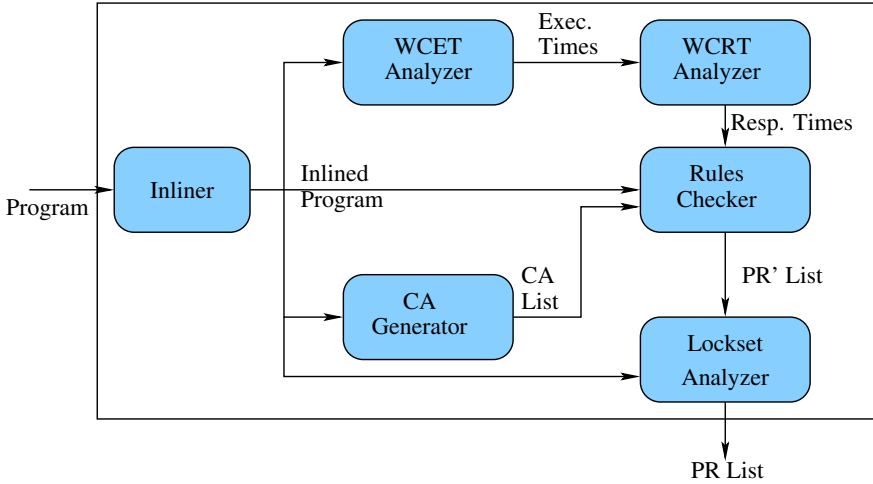 Exec.
Times
WCET
Analyzer
WCRT
Analyzer
Resp. Times
Program
Inliner
Inlined
Program
Rules
Checker
CA
Generator
CA
List
PR’ List
Lockset
Analyzer
PR List